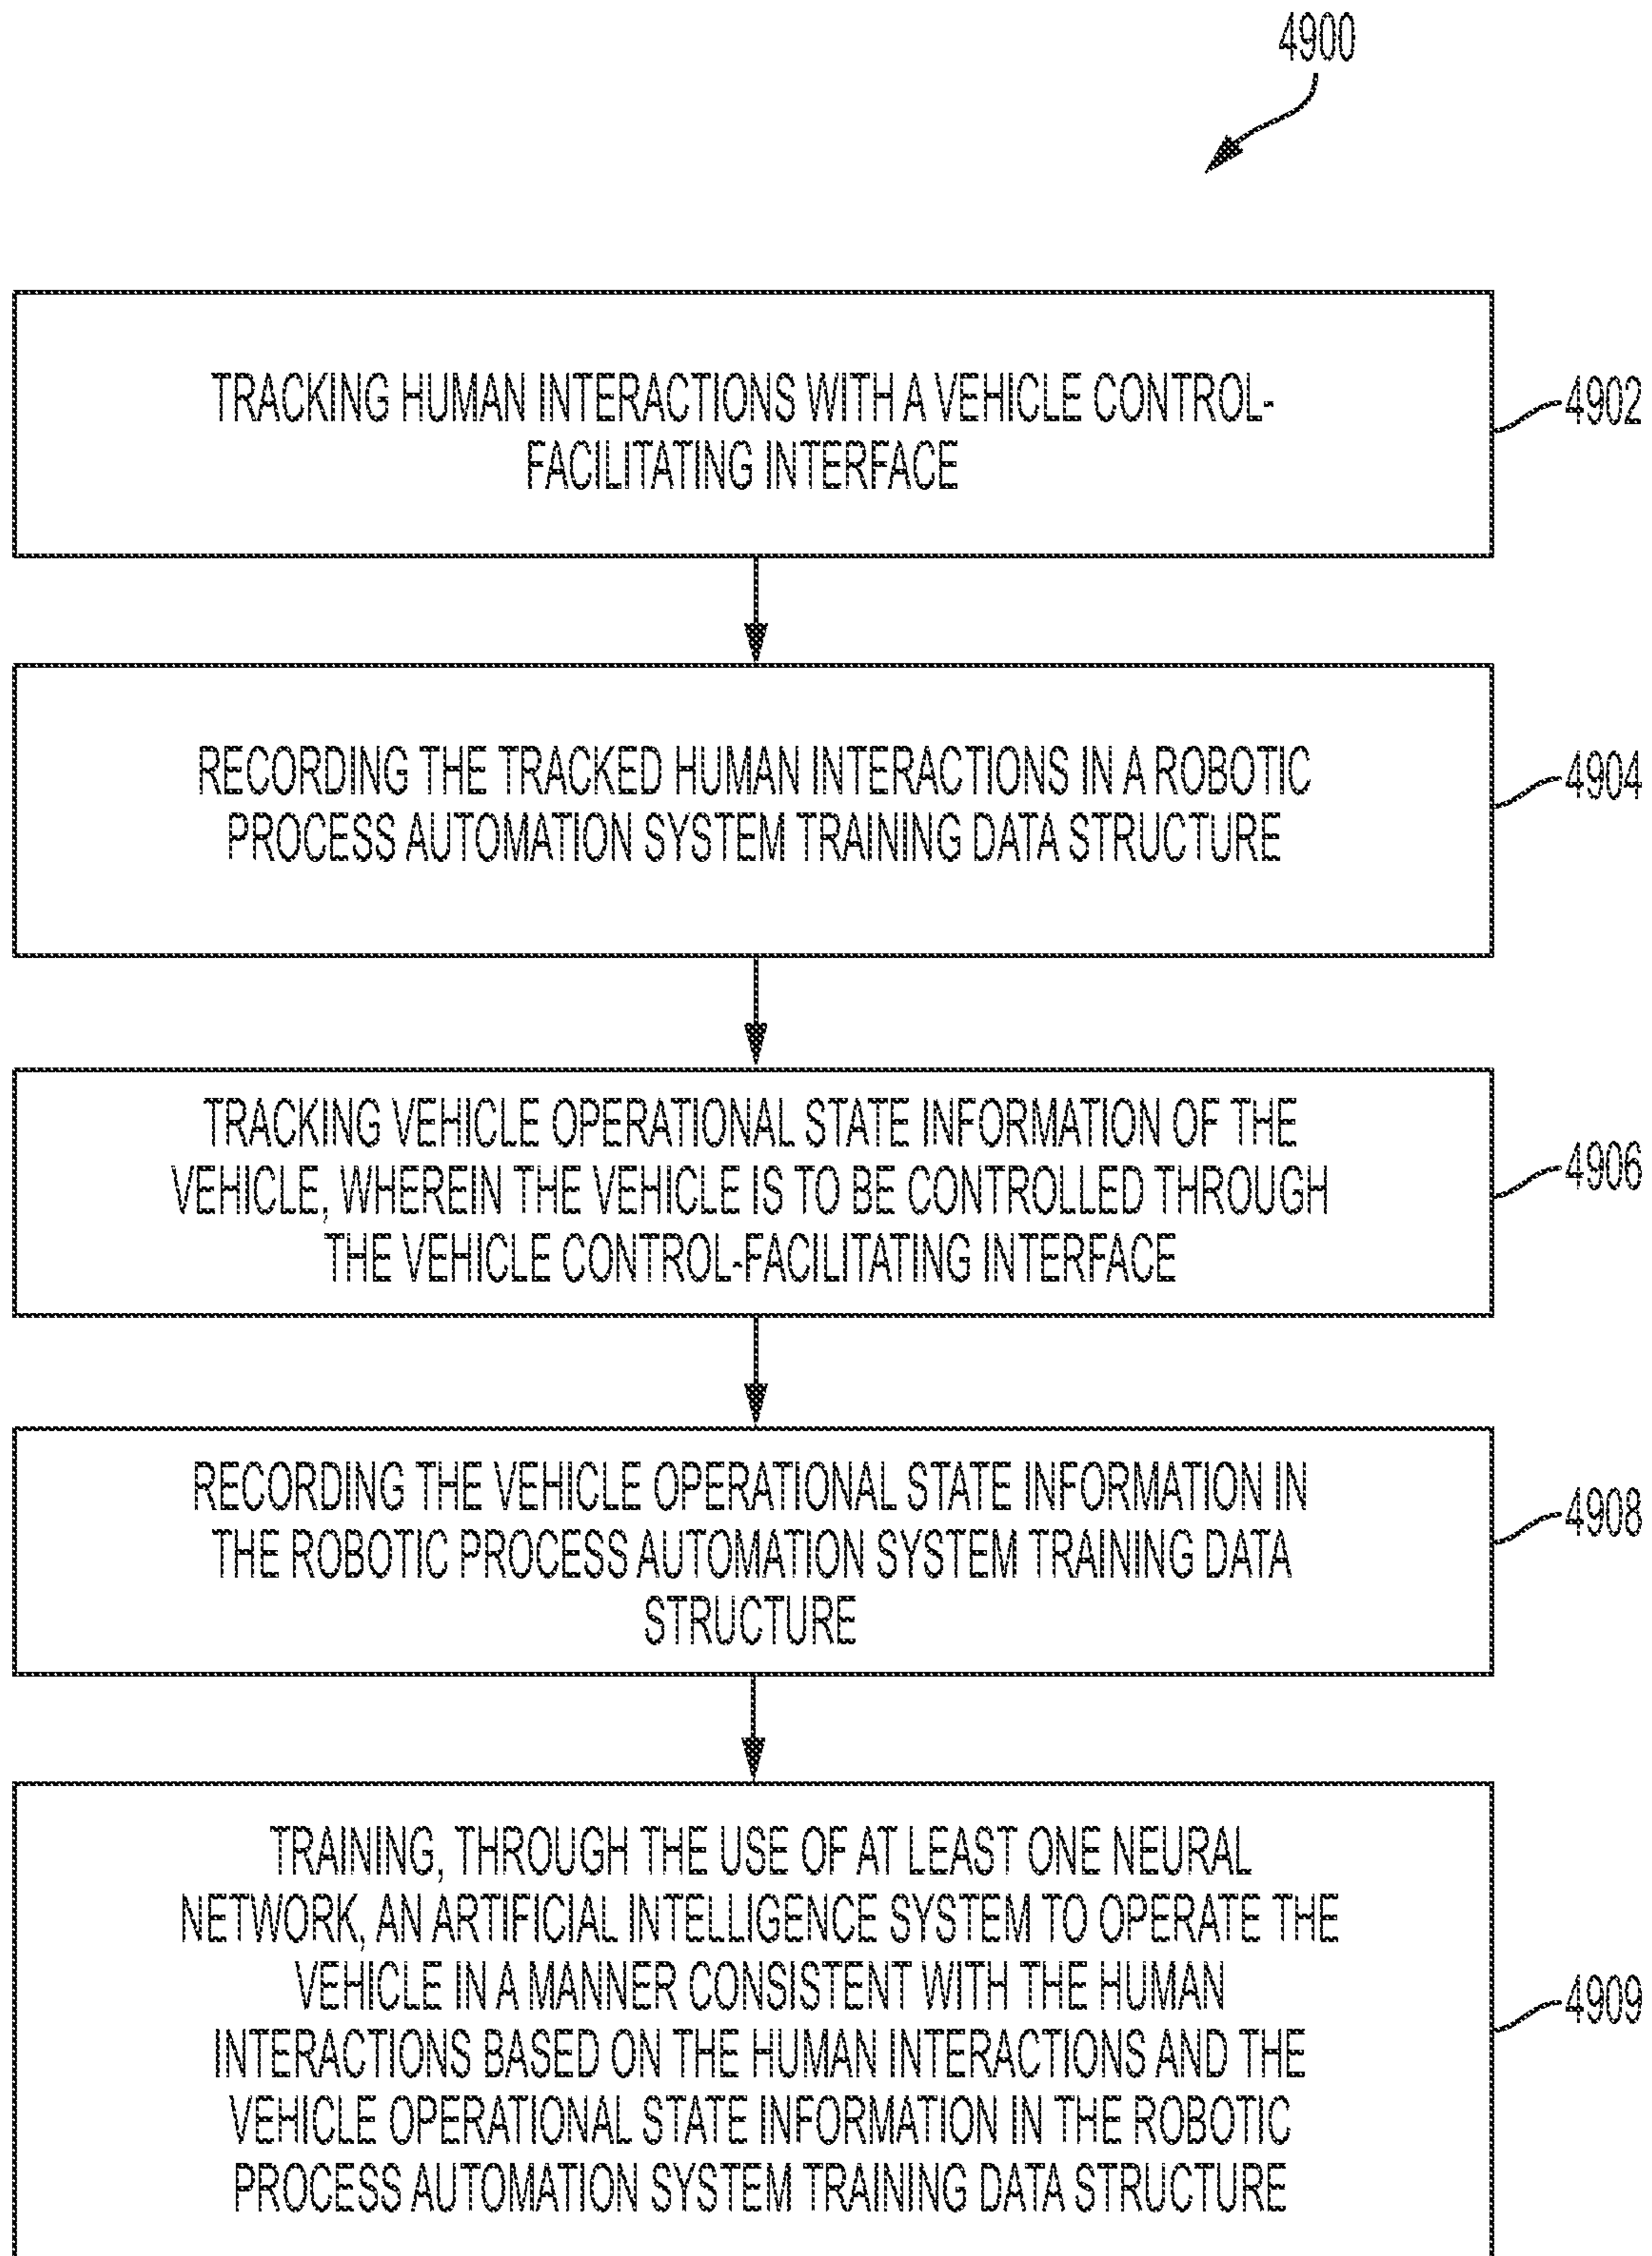 4900
TRACKING HUMAN INTERACTIONS WITH A VEHICLE CONTROL-
FACILITATING INTERFACE
4902
RECORDING THE TRACKED HUMAN INTERACTIONS IN A ROBOTIC
PROCESS AUTOMATION SYSTEM TRAINING DATA STRUCTURE
4904
TRACKING VEHICLE OPERATIONAL STATE INFORMATION OF THE
VEHICLE, WHEREIN THE VEHICLE IS TO BE CONTROLLED THROUGH
THE VEHICLE CONTROL-FACILITATING INTERFACE
4906
RECORDING THE VEHICLE OPERATIONAL STATE INFORMATION IN
THE ROBOTIC PROCESS AUTOMATION SYSTEM TRAINING DATA
STRUCTURE
4908
TRAINING, THROUGH THE USE OF AT LEAST ONE NEURAL
NETWORK, AN ARTIFICIAL INTELLIGENCE SYSTEM TO OPERATE THE
VEHICLE IN A MANNER CONSISTENT WITH THE HUMAN
INTERACTIONS BASED ON THE HUMAN INTERACTIONS AND THE
VEHICLE OPERATIONAL STATE INFORMATION IN THE ROBOTIC
PROCESS AUTOMATION SYSTEM TRAINING DATA STRUCTURE
4909